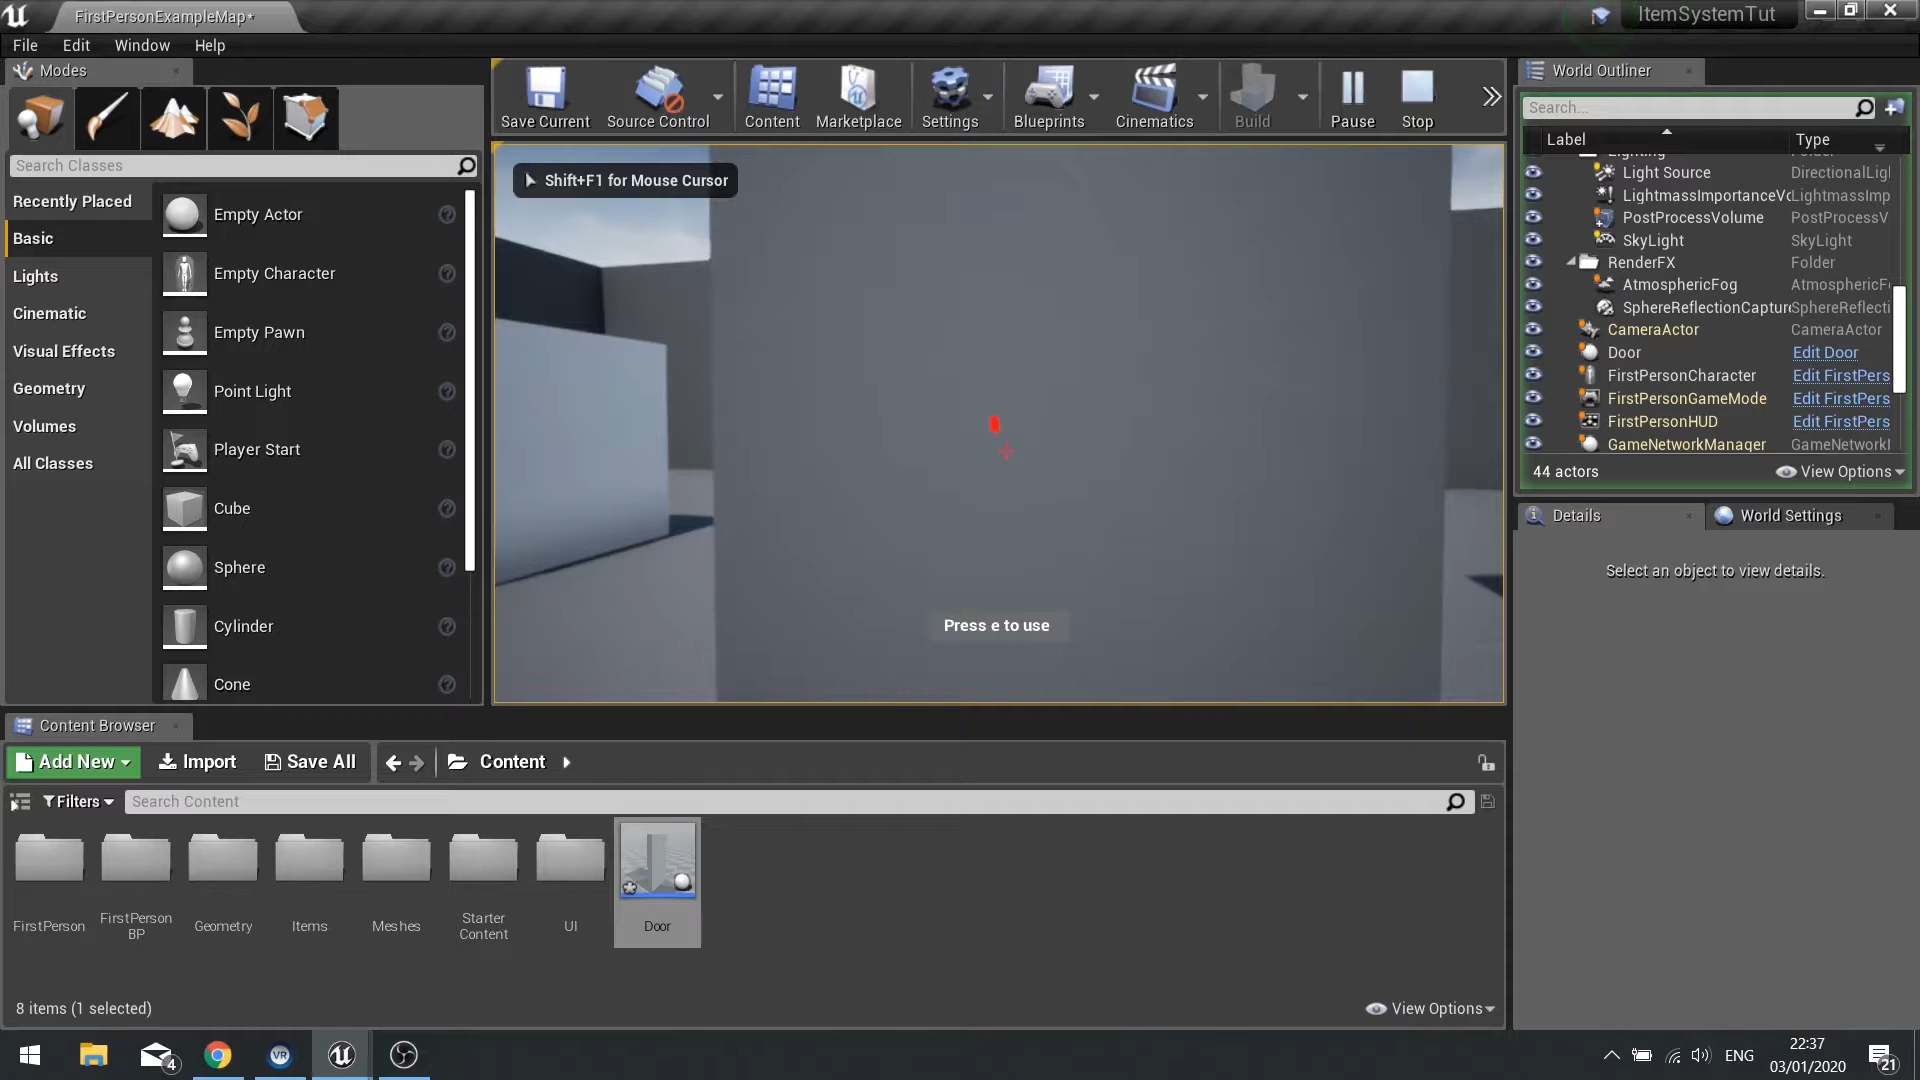 FirstPersonExampleMap*
ItemSystemTut
File Edit Window Help
Modes
Search Classes
Recently Placed
Basic
Lights
Cinematic
Visual Effects
Geometry
Volumes
All Classes
Empty Actor
Empty Character
Empty Pawn
Point Light
Player Start
Cube
Sphere
Cylinder
Cone
Save Current
Source Control
Content
Marketplace
Settings
Blueprints
Cinematics
Build
Pause
Stop
Shift+F1 for Mouse Cursor
Press e to use
World Outliner
Search...
Label Type
Lighting Folder
Light Source DirectionalLigl
LightmassImportanceVo LightmassImp
PostProcessVolume PostProcessV
SkyLight SkyLight
RenderFX Folder
AtmosphericFog AtmosphericF
SphereReflectionCapture SphereReflecti
CameraActor CameraActor
Door Edit Door
FirstPersonCharacter Edit FirstPers
FirstPersonGameMode Edit FirstPers
FirstPersonHUD Edit FirstPers
GameNetworkManager GameNetworkI
44 actors View Options
Details World Settings
Select an object to view details.
Content Browser
Add New Import Save All Content
Filters Search Content
FirstPerson
FirstPerson
BP
Geometry
Items
Meshes
Starter
Content
UI
Door
8 items (1 selected)
View Options
4
VR
ENG
22:37
03/01/2020
21